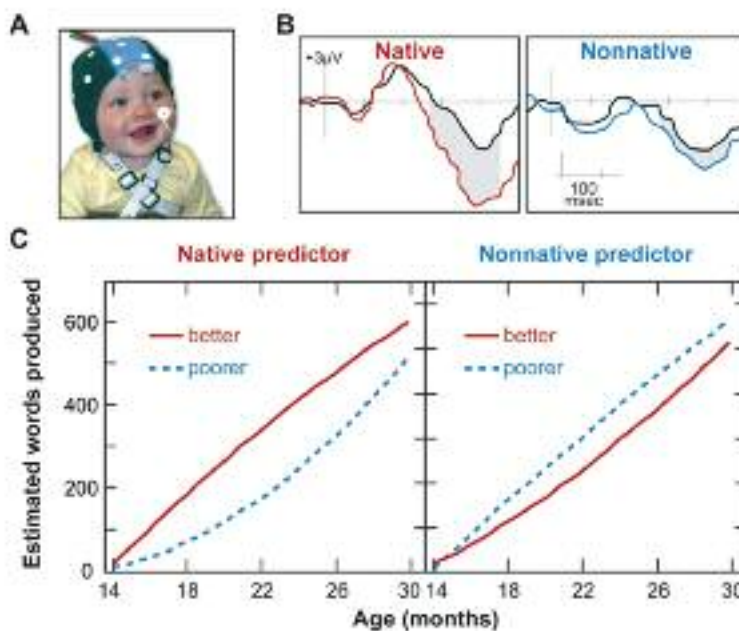 A
B
Native
+3μV
Nonnative
100
msec
C
Native predictor
Nonnative predictor
Estimated words produced
600
400
200
0
better
poorer
better
poorer
14 18 22 26 30
14 18 22 26 30
Age (months)